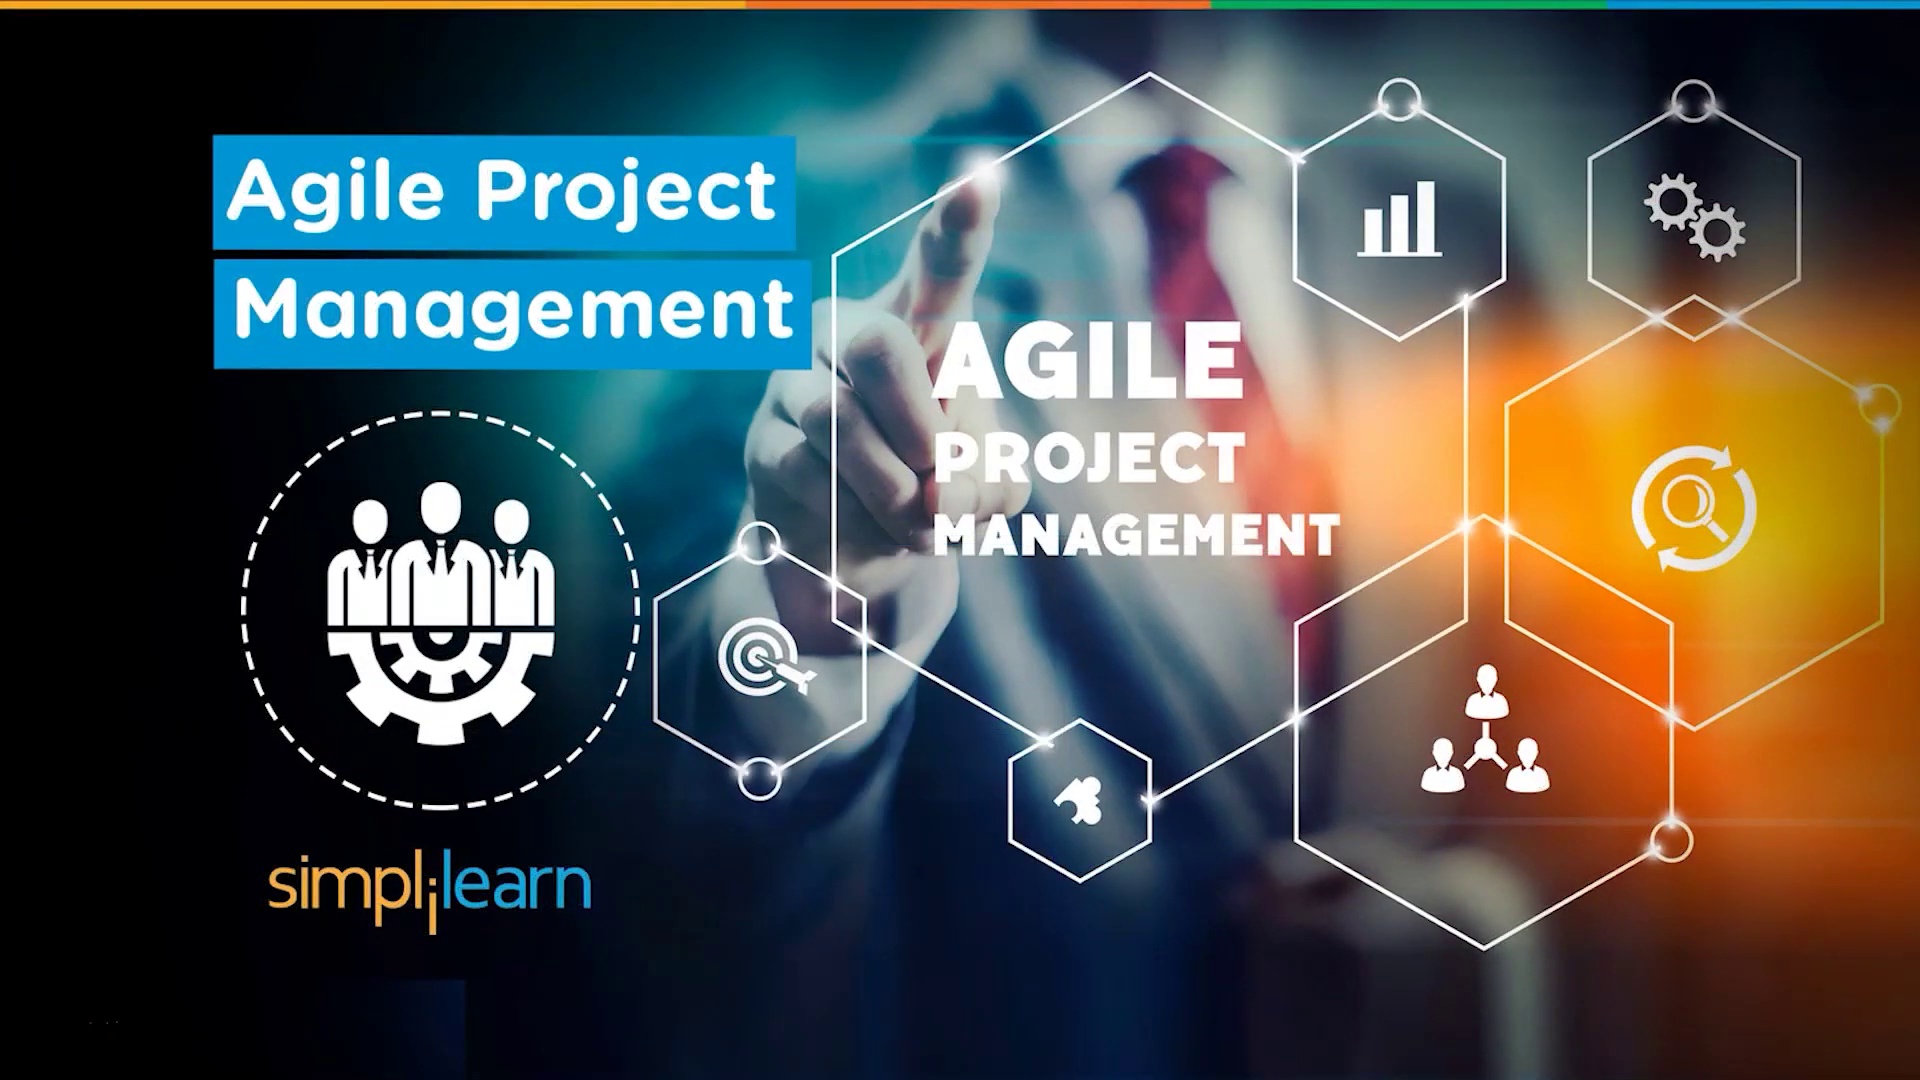 Agile Project
Management
AGILE
PROJECT
MANAGEMENT
simplilearn